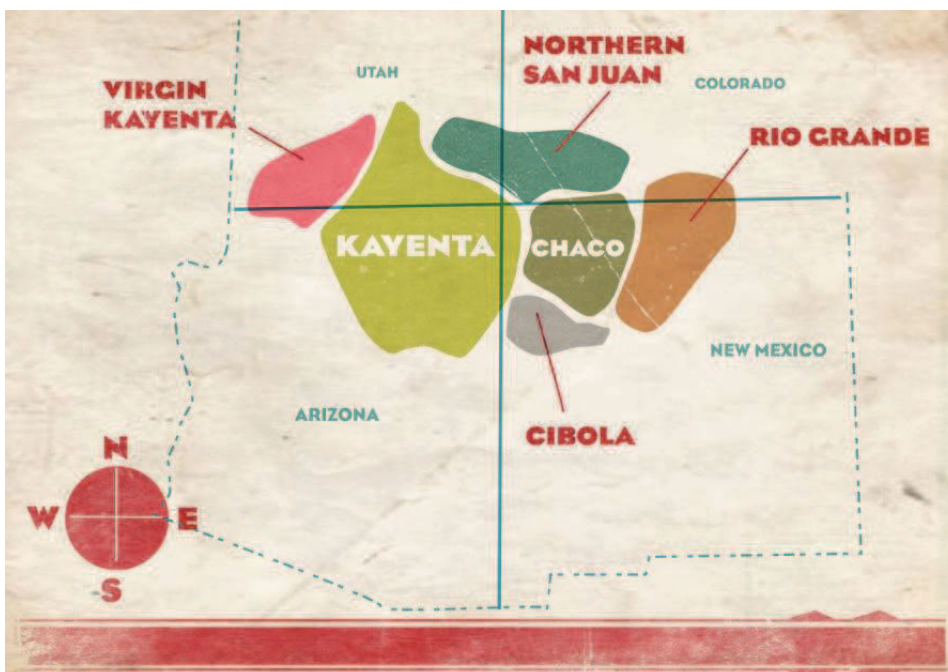 NORTHERN
SAN JUAN
UTAH
COLORADO
VIRGIN
KAYENTA
RIO GRANDE
KAYENTA
CHACO
NEW MEXICO
ARIZONA
CIBOLA
N
W
E
S